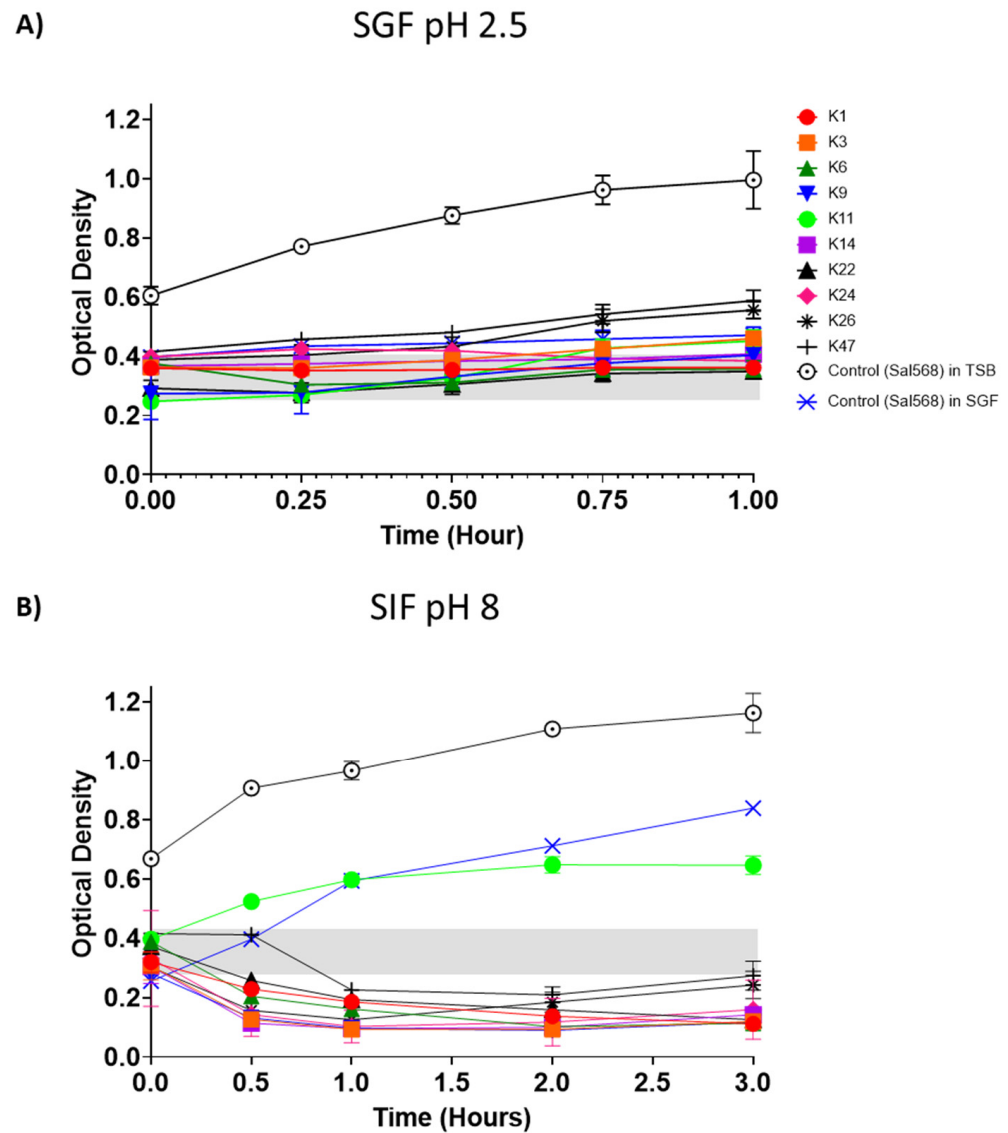 A)
SGF pH 2.5
Optical Density
1.2
1.0
0.8
0.6
0.4
0.2
0.0
0.00 0.25 0.50 0.75 1.00
Time (Hour)
K1
K3
K6
K9
K11
K14
K22
K24
K26
K47
Control (Sal568) in TSB
Control (Sal568) in SGF
B)
SIF pH 8
Optical Density
1.2
1.0
0.8
0.6
0.4
0.2
0.0
0.0 0.5 1.0 2.0 2.5 3.0
Time (Hours)